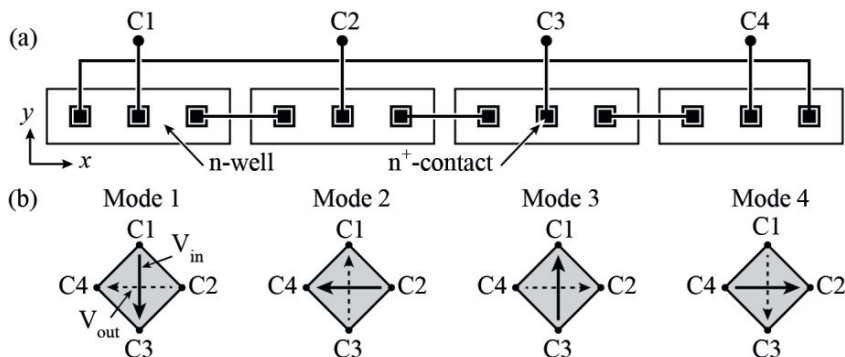 (a) C1 C2 C3 C4
y
x
n-well
n+-contact
(b) Mode 1 Mode 2 Mode 3 Mode 4
C1 C1 C1 C1
Vin
C4 C2 C4 C2 C4 C2 C4 C2
Vout
C3 C3 C3 C3